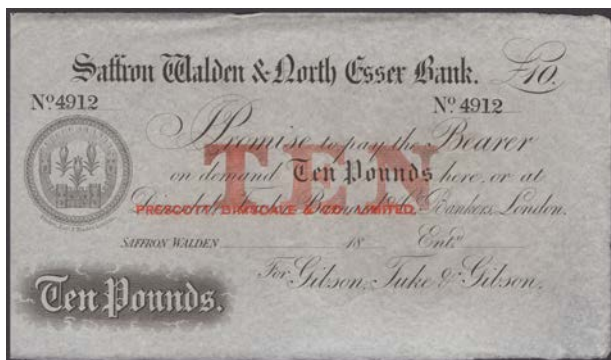 Saffron Walden & North Essex Bank. £10.
Nº 4912 Nº 4912
I Promise to pay the Bearer
on demand Ten Pounds here, or at
Bankers, London.
PRESCOTT, DIMSDALE & CO. LIMITED.
TEN
SAFFRON WALDEN 18 Entd
For Gibson, Tuke & Gibson.
Ten Pounds.